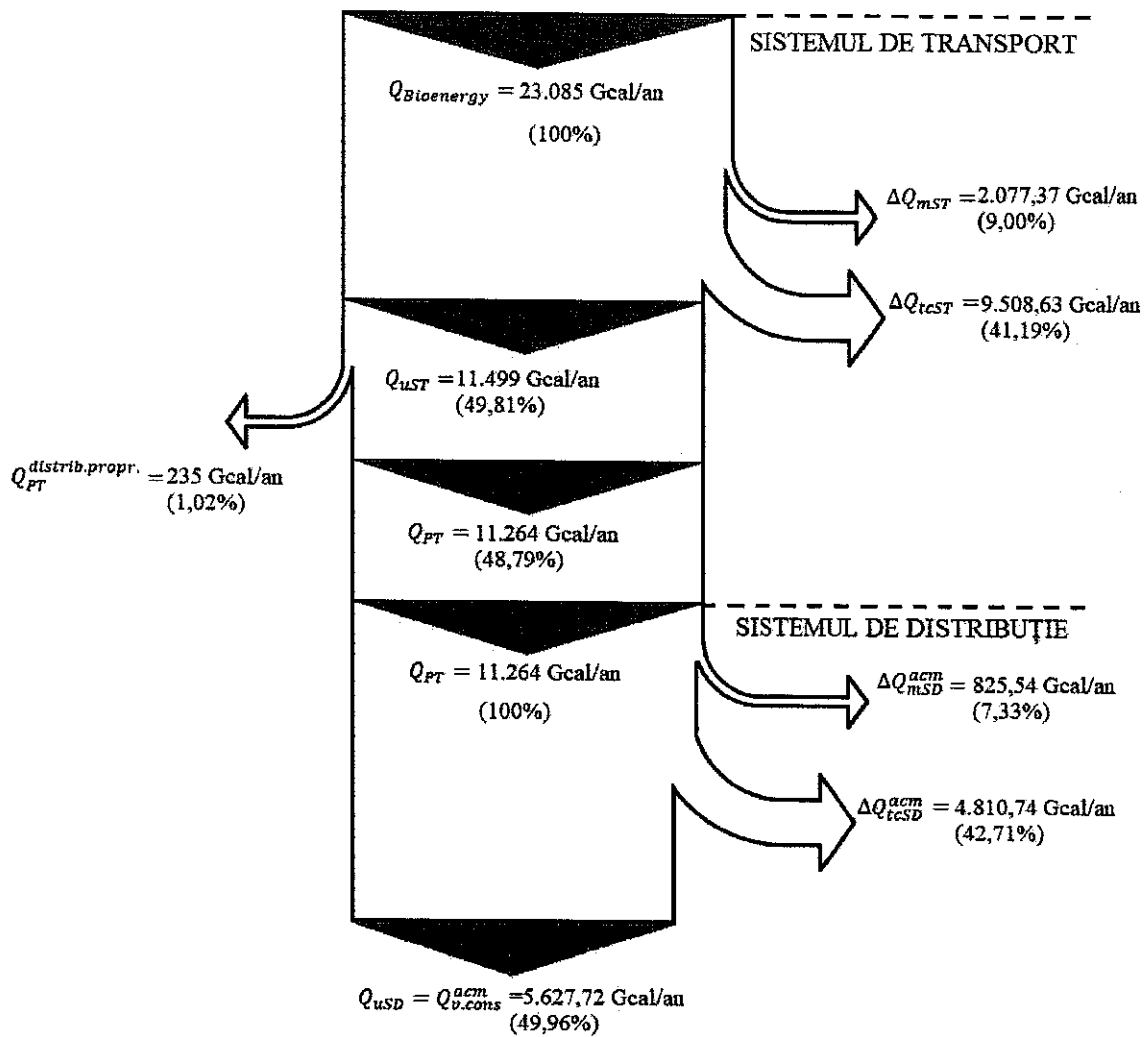 SISTEMUL DE TRANSPORT
Q_Bioenergy = 23.085 Gcal/an
(100%)
ΔQ_mST = 2.077,37 Gcal/an
(9,00%)
ΔQ_tcST = 9.508,63 Gcal/an
(41,19%)
Q_uST = 11.499 Gcal/an
(49,81%)
Q_PT^distrib.propr. = 235 Gcal/an
(1,02%)
Q_PT = 11.264 Gcal/an
(48,79%)
SISTEMUL DE DISTRIBUŢIE
Q_PT = 11.264 Gcal/an
(100%)
ΔQ_mSD^acm = 825,54 Gcal/an
(7,33%)
ΔQ_tcSD^acm = 4.810,74 Gcal/an
(42,71%)
Q_uSD = Q_v.cons^acm =5.627,72 Gcal/an
(49,96%)